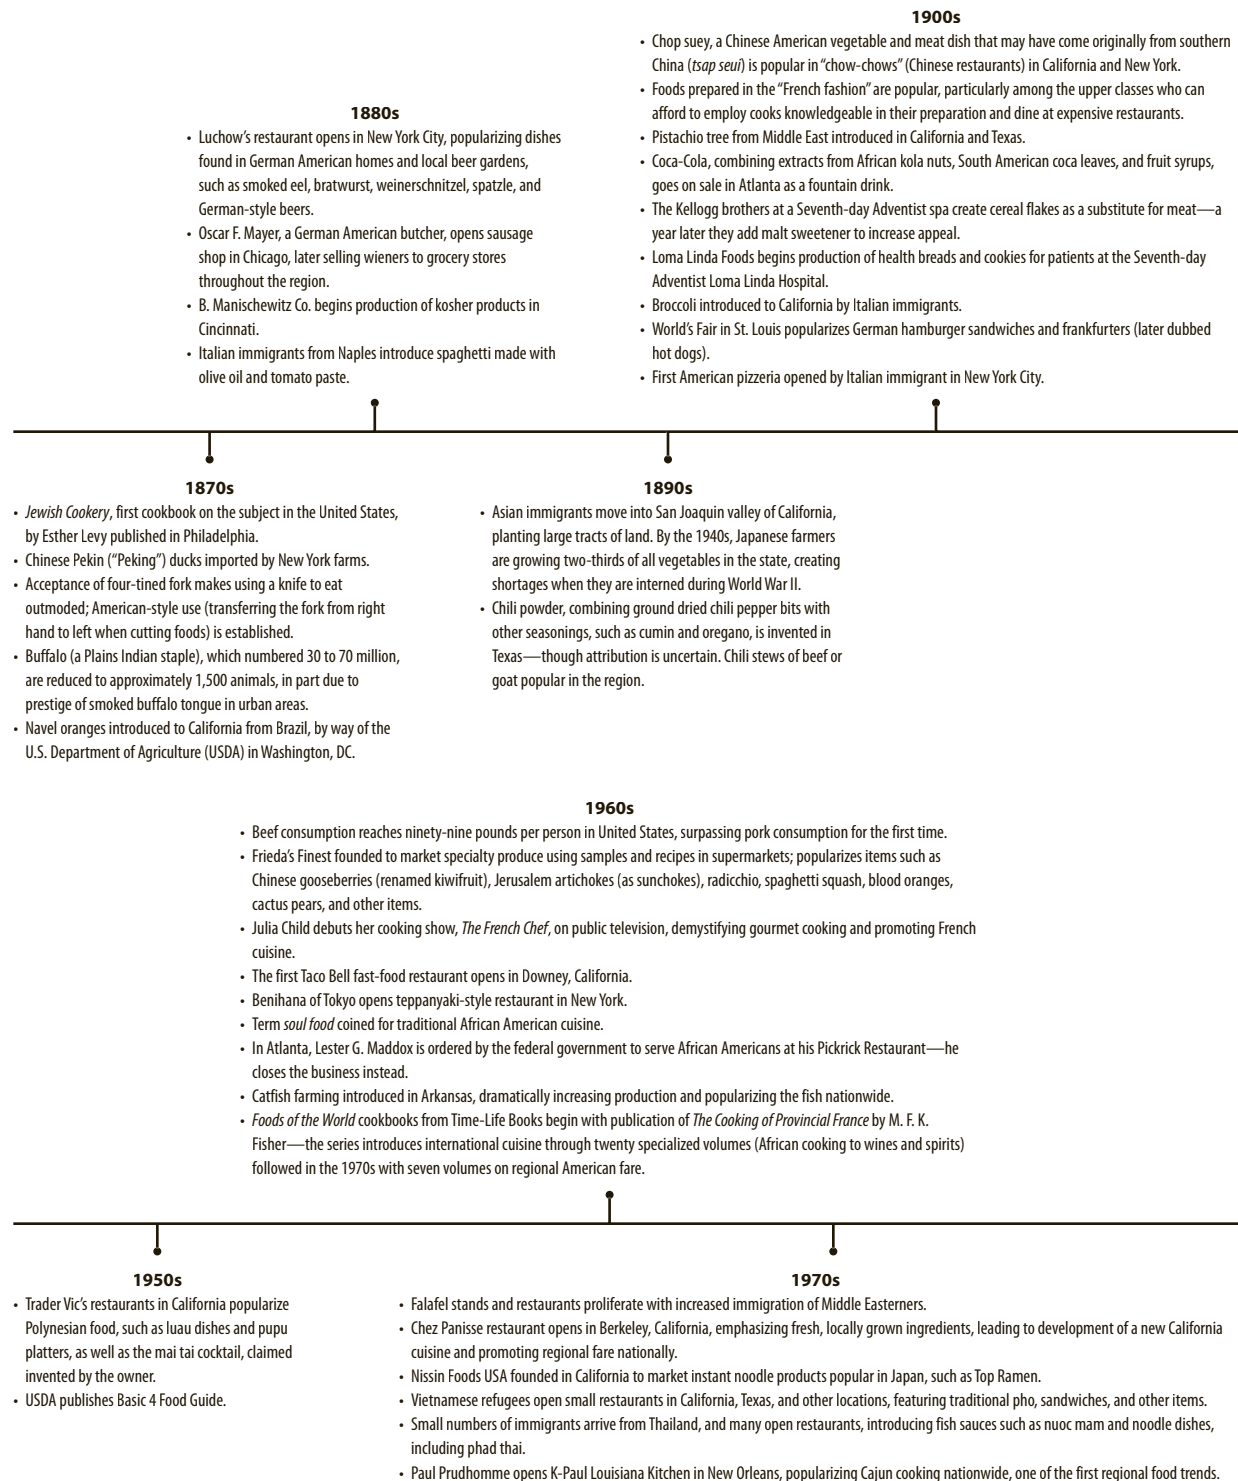 1900s
• Chop suey, a Chinese American vegetable and meat dish that may have come originally from southern
China (tsap seui) is popular in “chow-chows” (Chinese restaurants) in California and New York.
• Foods prepared in the “French fashion” are popular, particularly among the upper classes who can
afford to employ cooks knowledgeable in their preparation and dine at expensive restaurants.
• Pistachio tree from Middle East introduced in California and Texas.
• Coca-Cola, combining extracts from African kola nuts, South American coca leaves, and fruit syrups,
goes on sale in Atlanta as a fountain drink.
• The Kellogg brothers at a Seventh-day Adventist spa create cereal flakes as a substitute for meat—a
year later they add malt sweetener to increase appeal.
• Loma Linda Foods begins production of health breads and cookies for patients at the Seventh-day
Adventist Loma Linda Hospital.
• Broccoli introduced to California by Italian immigrants.
• World’s Fair in St. Louis popularizes German hamburger sandwiches and frankfurters (later dubbed
hot dogs).
• First American pizzeria opened by Italian immigrant in New York City.
1880s
• Luchow’s restaurant opens in New York City, popularizing dishes
found in German American homes and local beer gardens,
such as smoked eel, bratwurst, weinerschnitzel, spatzle, and
German-style beers.
• Oscar F. Mayer, a German American butcher, opens sausage
shop in Chicago, later selling wieners to grocery stores
throughout the region.
• B. Manischewitz Co. begins production of kosher products in
Cincinnati.
• Italian immigrants from Naples introduce spaghetti made with
olive oil and tomato paste.
1870s
• Jewish Cookery, first cookbook on the subject in the United States,
by Esther Levy published in Philadelphia.
• Chinese Pekin (“Peking”) ducks imported by New York farms.
• Acceptance of four-tined fork makes using a knife to eat
outmoded; American-style use (transferring the fork from right
hand to left when cutting foods) is established.
• Buffalo (a Plains Indian staple), which numbered 30 to 70 million,
are reduced to approximately 1,500 animals, in part due to
prestige of smoked buffalo tongue in urban areas.
• Navel oranges introduced to California from Brazil, by way of the
U.S. Department of Agriculture (USDA) in Washington, DC.
1890s
• Asian immigrants move into San Joaquin valley of California,
planting large tracts of land. By the 1940s, Japanese farmers
are growing two-thirds of all vegetables in the state, creating
shortages when they are interned during World War II.
• Chili powder, combining ground dried chili pepper bits with
other seasonings, such as cumin and oregano, is invented in
Texas—though attribution is uncertain. Chili stews of beef or
goat popular in the region.
1960s
• Beef consumption reaches ninety-nine pounds per person in United States, surpassing pork consumption for the first time.
• Frieda’s Finest founded to market specialty produce using samples and recipes in supermarkets; popularizes items such as
Chinese gooseberries (renamed kiwifruit), Jerusalem artichokes (as sunchokes), radicchio, spaghetti squash, blood oranges,
cactus pears, and other items.
• Julia Child debuts her cooking show, The French Chef, on public television, demystifying gourmet cooking and promoting French
cuisine.
• The first Taco Bell fast-food restaurant opens in Downey, California.
• Benihana of Tokyo opens teppanyaki-style restaurant in New York.
• Term soul food coined for traditional African American cuisine.
• In Atlanta, Lester G. Maddox is ordered by the federal government to serve African Americans at his Pickrick Restaurant—he
closes the business instead.
• Catfish farming introduced in Arkansas, dramatically increasing production and popularizing the fish nationwide.
• Foods of the World cookbooks from Time-Life Books begin with publication of The Cooking of Provincial France by M. F. K.
Fisher—the series introduces international cuisine through twenty specialized volumes (African cooking to wines and spirits)
followed in the 1970s with seven volumes on regional American fare.
1950s
• Trader Vic’s restaurants in California popularize
Polynesian food, such as luau dishes and pupu
platters, as well as the mai tai cocktail, claimed
invented by the owner.
• USDA publishes Basic 4 Food Guide.
1970s
• Falafel stands and restaurants proliferate with increased immigration of Middle Easterners.
• Chez Panisse restaurant opens in Berkeley, California, emphasizing fresh, locally grown ingredients, leading to development of a new California
cuisine and promoting regional fare nationally.
• Nissin Foods USA founded in California to market instant noodle products popular in Japan, such as Top Ramen.
• Vietnamese refugees open small restaurants in California, Texas, and other locations, featuring traditional pho, sandwiches, and other items.
• Small numbers of immigrants arrive from Thailand, and many open restaurants, introducing fish sauces such as nuoc mam and noodle dishes,
including phad thai.
• Paul Prudhomme opens K-Paul Louisiana Kitchen in New Orleans, popularizing Cajun cooking nationwide, one of the first regional food trends.